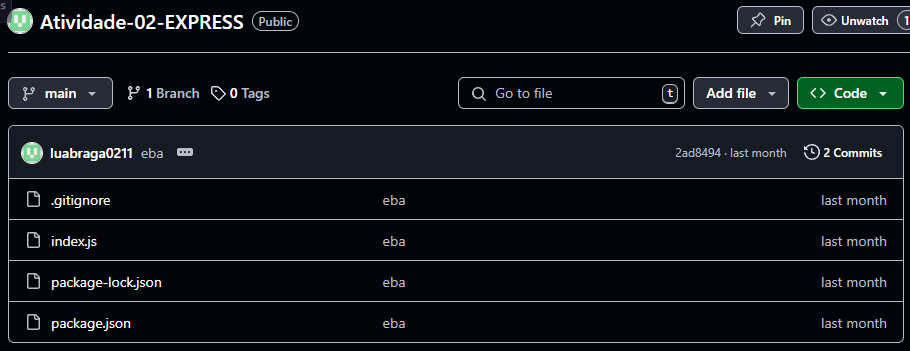 s
Atividade-02-EXPRESS Public Pin Unwatch 1
main 1 Branch 0 Tags Go to file t Add file Code
luabraga0211 eba 2ad8494 · last month 2 Commits
.gitignore eba last month
index.js eba last month
package-lock.json eba last month
package.json eba last month